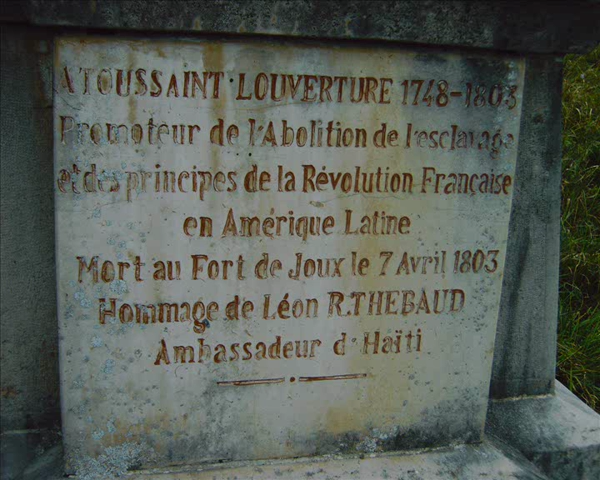 A TOUSSAINT LOUVERTURE 1748-1803
Promoteur de l'Abolition de l'esclavage
et des principes de la Révolution Française
en Amérique Latine
Mort au Fort de Joux le 7 Avril 1803
Hommage de Léon R. THEBAUD
Ambassadeur d'Haïti